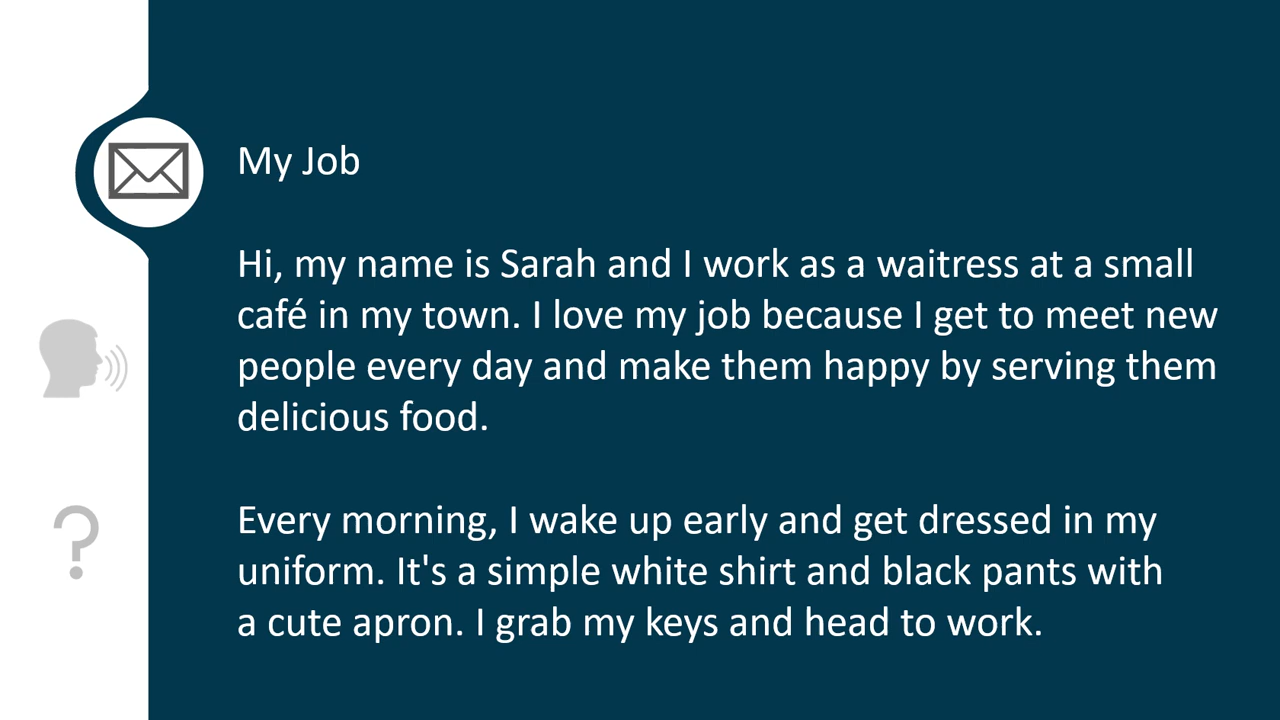 My Job
Hi, my name is Sarah and I work as a waitress at a small
café in my town. I love my job because I get to meet new
people every day and make them happy by serving them
delicious food.
Every morning, I wake up early and get dressed in my
uniform. It's a simple white shirt and black pants with
a cute apron. I grab my keys and head to work.
?